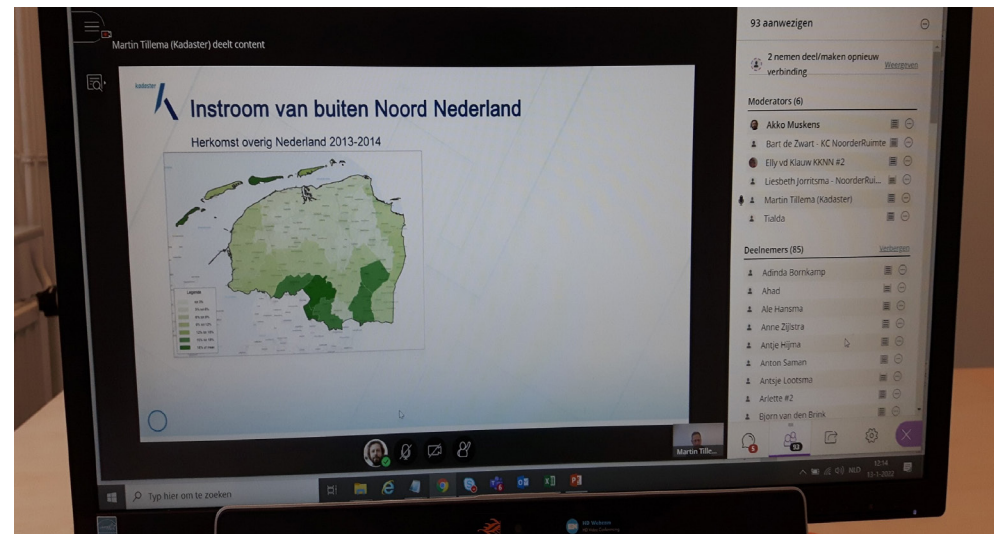 Martin Tillema (Kadaster) deelt content
kadaster
Instroom van buiten Noord Nederland
Herkomst overig Nederland 2013-2014
Legenda
93 aanwezigen
2 nemen deel/maken opnieuw verbinding
Weergeven
Moderators (6)
Akko Muskens
Bart de Zwart - KC NoorderRuimte
Elly vd Klauw KKNN #2
Liesbeth Jorritsma - NoorderRui...
Martin Tillema (Kadaster)
Tialda
Deelnemers (85)
Verbergen
Adinda Bornkamp
Ahad
Ale Hansma
Anne Zijlstra
Antje Hijma
Anton Saman
Antsje Lootsma
Arlette #2
Bjorn van den Brink
93
Martin Tille...
Typ hier om te zoeken
NLD
12:14
13-1-2022